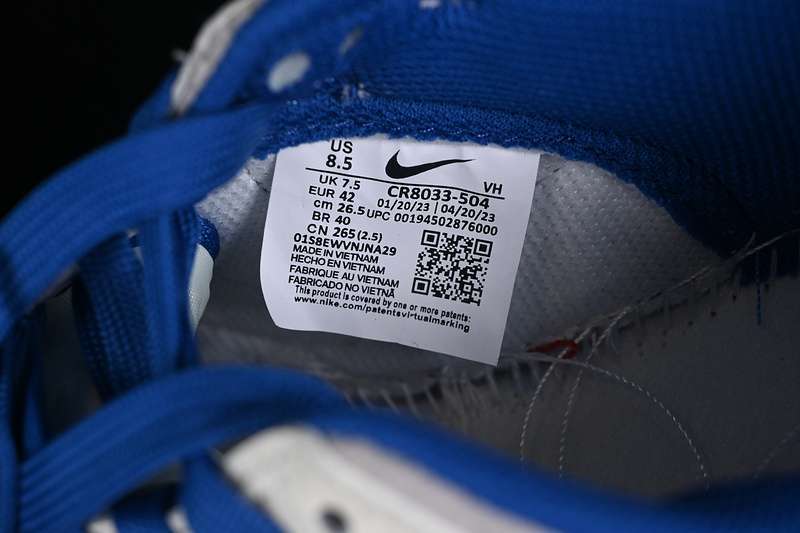 US
8.5
VH
UK 7.5
CR8033-504
EUR 42
01/20/23 | 04/20/23
cm 26.5
UPC 00194502876000
BR 40
CN 265(2.5)
01S8EWVNJNA29
MADE IN VIETNAM
HECHO EN VIETNAM
FABRIQUE AU VIETNAM
FABRICADO NO VIETNÃ
This product is covered by one or more patents:
www.nike.com/patentsvirtualmarking